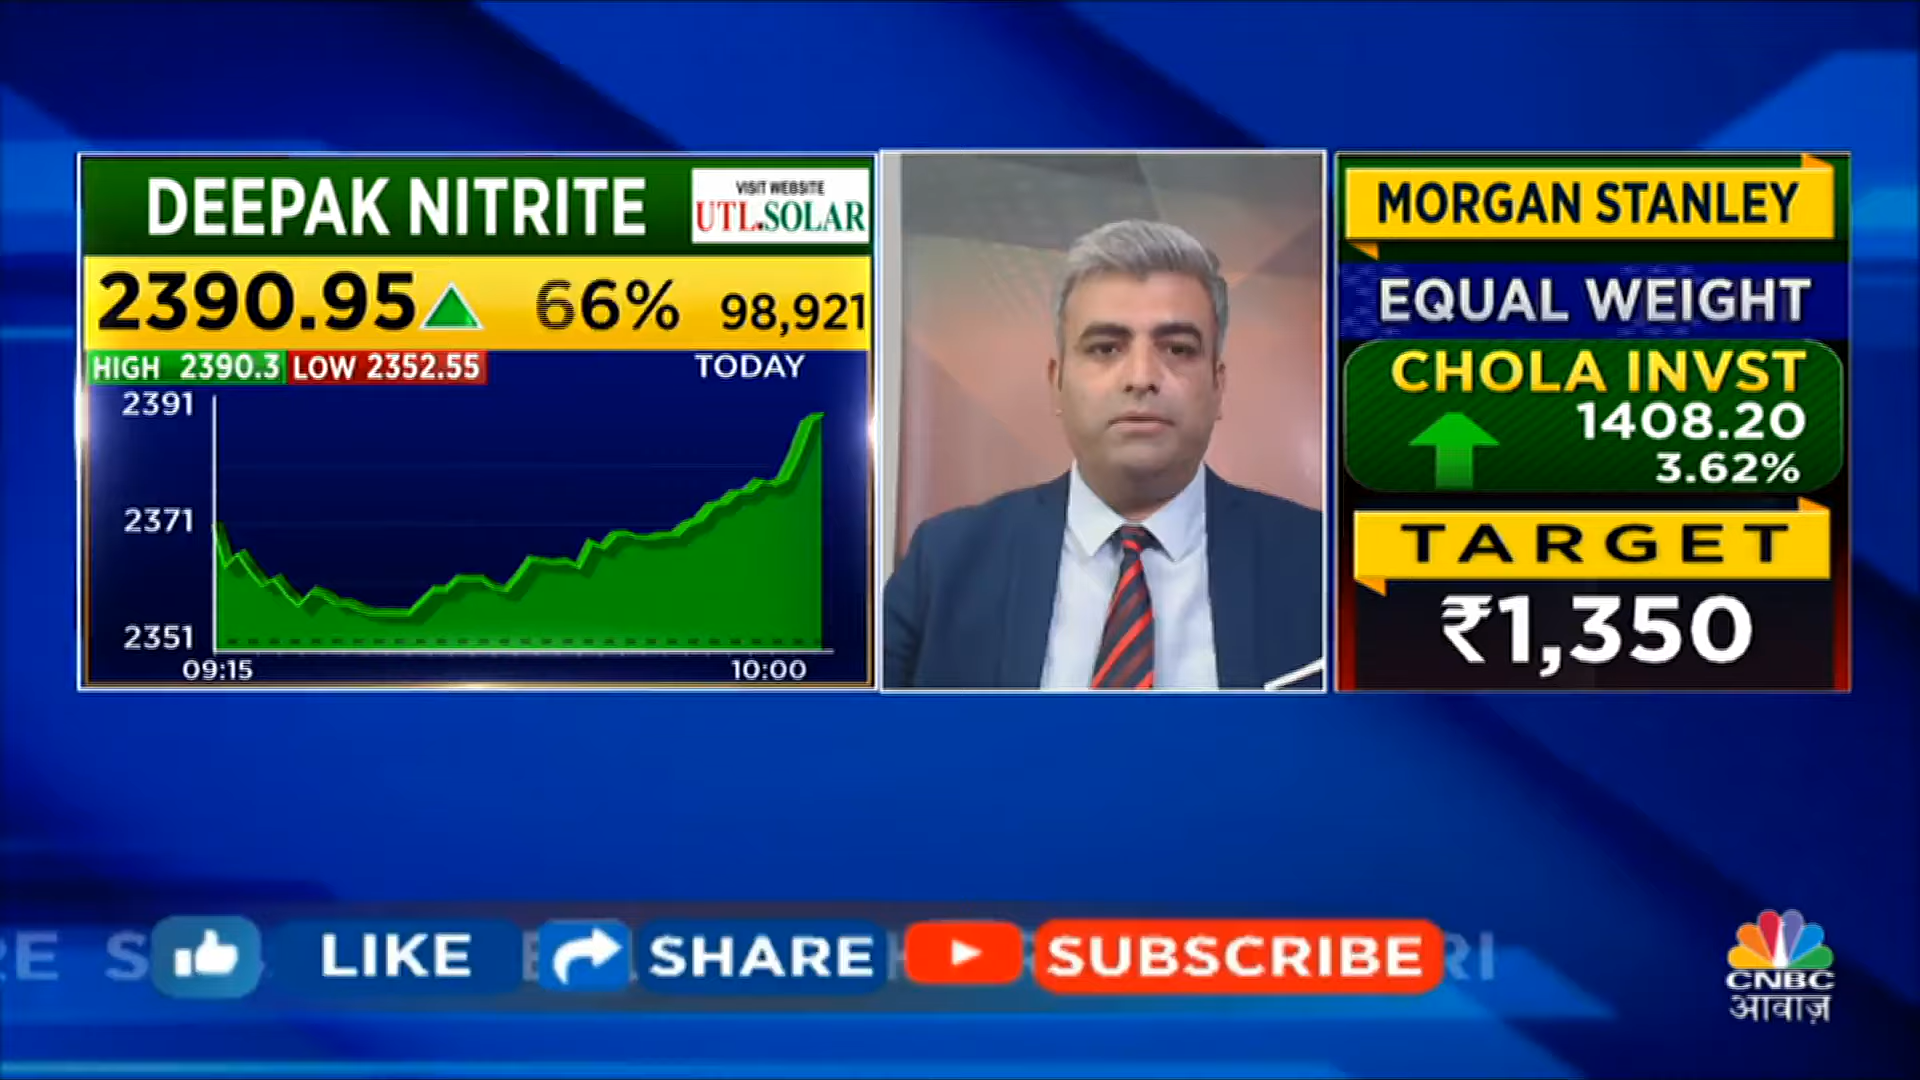 DEEPAK NITRITE
VISIT WEBSITE
UTL.SOLAR
2390.95 66% 98,921
HIGH 2390.3 LOW 2352.55 TODAY
2391
2371
2351
09:15 10:00
MORGAN STANLEY
EQUAL WEIGHT
CHOLA INVST
1408.20
3.62%
TARGET
₹1,350
LIKE SHARE SUBSCRIBE
CNBC
आवाज़